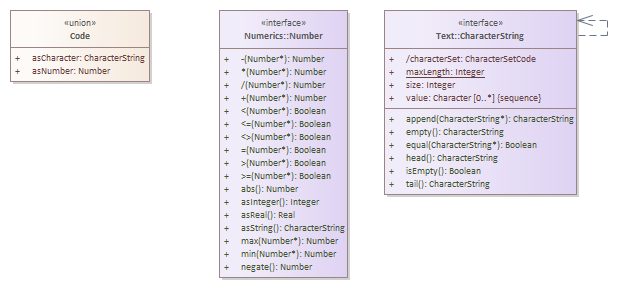 «union»
Code
+ asCharacter: CharacterString
+ asNumber: Number
«interface»
Numerics::Number
+ -(Number*): Number
+ *(Number*): Number
+ /(Number*): Number
+ +(Number*): Number
+ <(Number*): Boolean
+ <=(Number*): Boolean
+ <>(Number*): Boolean
+ =(Number*): Boolean
+ >(Number*): Boolean
+ >=(Number*): Boolean
+ abs(): Number
+ asInteger(): Integer
+ asReal(): Real
+ asString(): CharacterString
+ max(Number*): Number
+ min(Number*): Number
+ negate(): Number
«interface»
Text::CharacterString
+ /characterSet: CharacterSetCode
+ maxLength: Integer
+ size: Integer
+ value: Character [0..*] {sequence}
+ append(CharacterString*): CharacterString
+ empty(): CharacterString
+ equal(CharacterString*): Boolean
+ head(): CharacterString
+ isEmpty(): Boolean
+ tail(): CharacterString